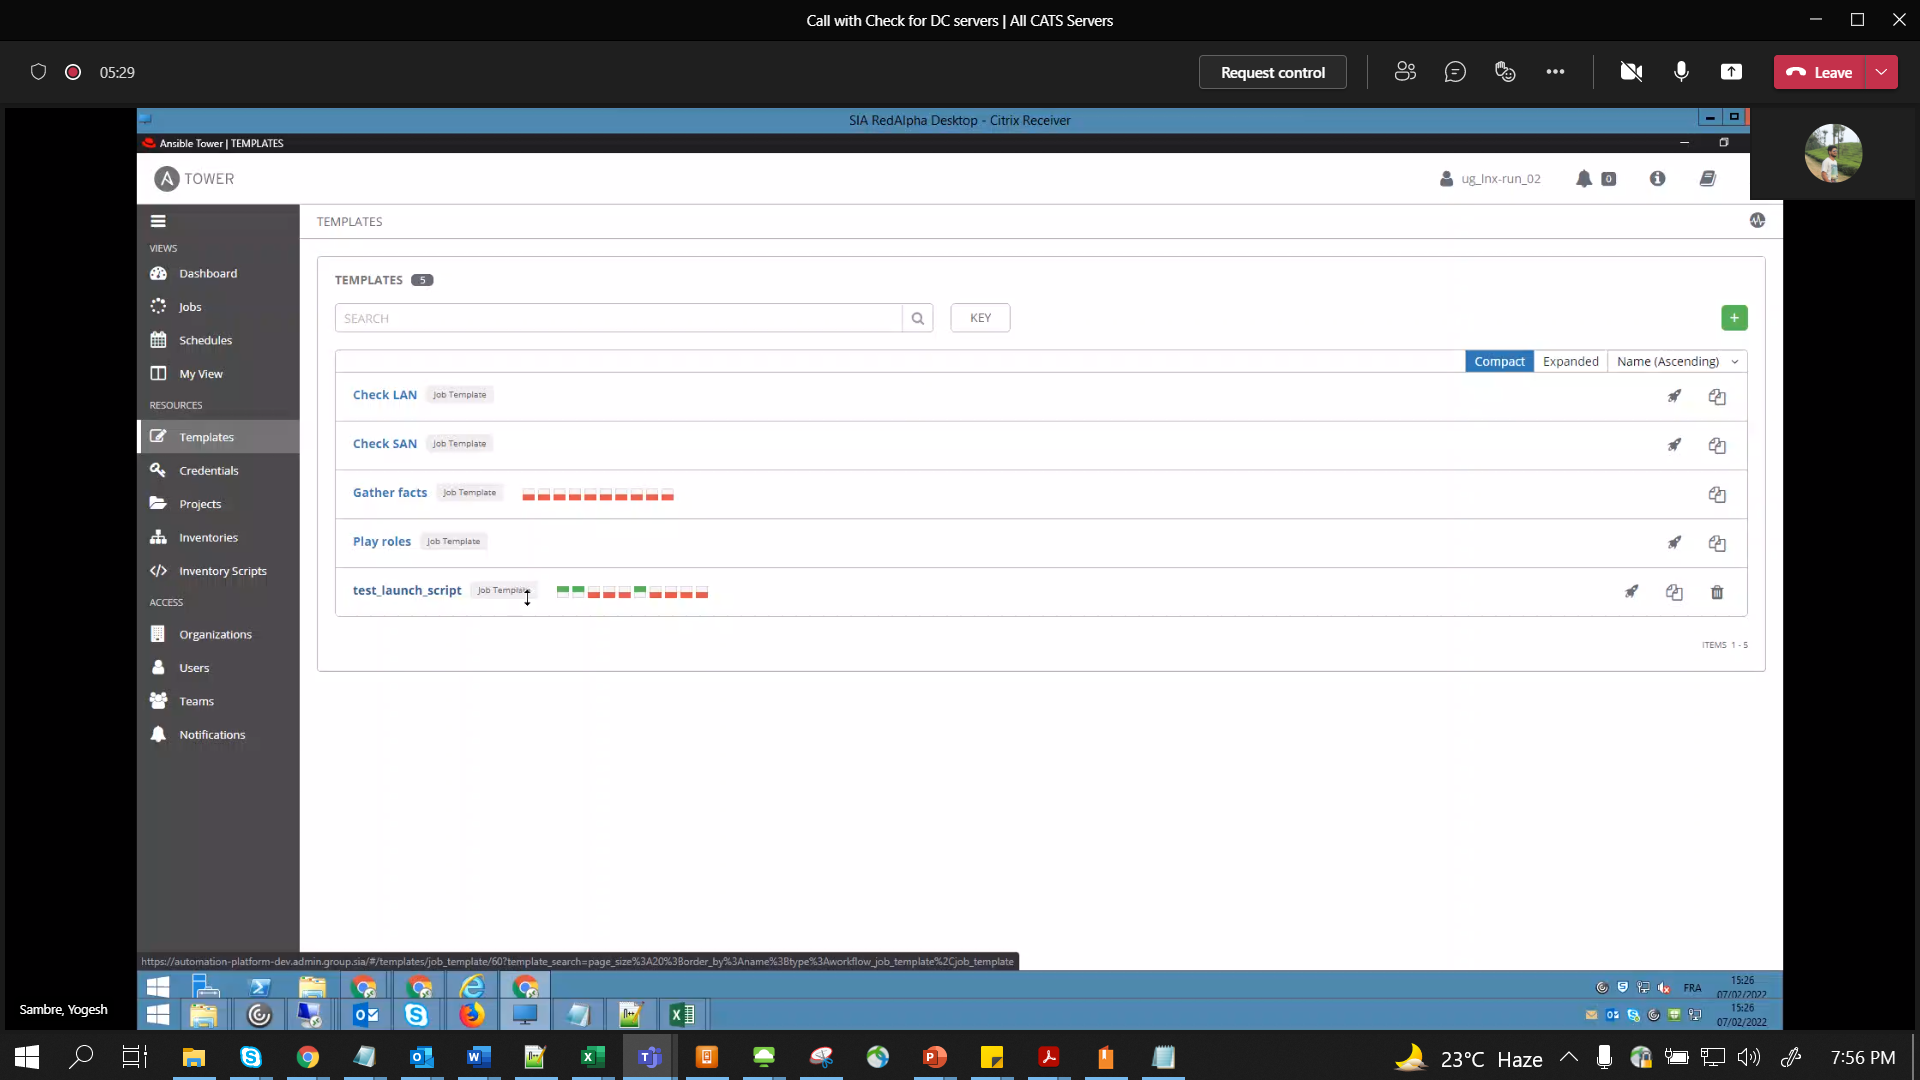 Call with Check for DC servers | All CATS Servers
05:29
Request control
Leave
SIA RedAlpha Desktop - Citrix Receiver
Ansible Tower | TEMPLATES
A TOWER
ug_lnx-run_02
0
TEMPLATES
VIEWS
Dashboard
Jobs
Schedules
My View
RESOURCES
Templates
Credentials
Projects
Inventories
Inventory Scripts
ACCESS
Organizations
Users
Teams
Notifications
TEMPLATES 5
SEARCH
KEY
+
Compact Expanded Name (Ascending)
Check LAN Job Template
Check SAN Job Template
Gather facts Job Template
Play roles Job Template
test_launch_script Job Template
ITEMS 1 - 5
https://automation-platform-dev.admin.group.sia/#/templates/job_template/60?template_search=page_size%3A20%3Border_by%3Aname%3Btype%3Aworkflow_job_template%2Cjob_template
FRA
15:26
07/02/2022
15:26
07/02/2022
Sambre, Yogesh
23°C Haze
7:56 PM